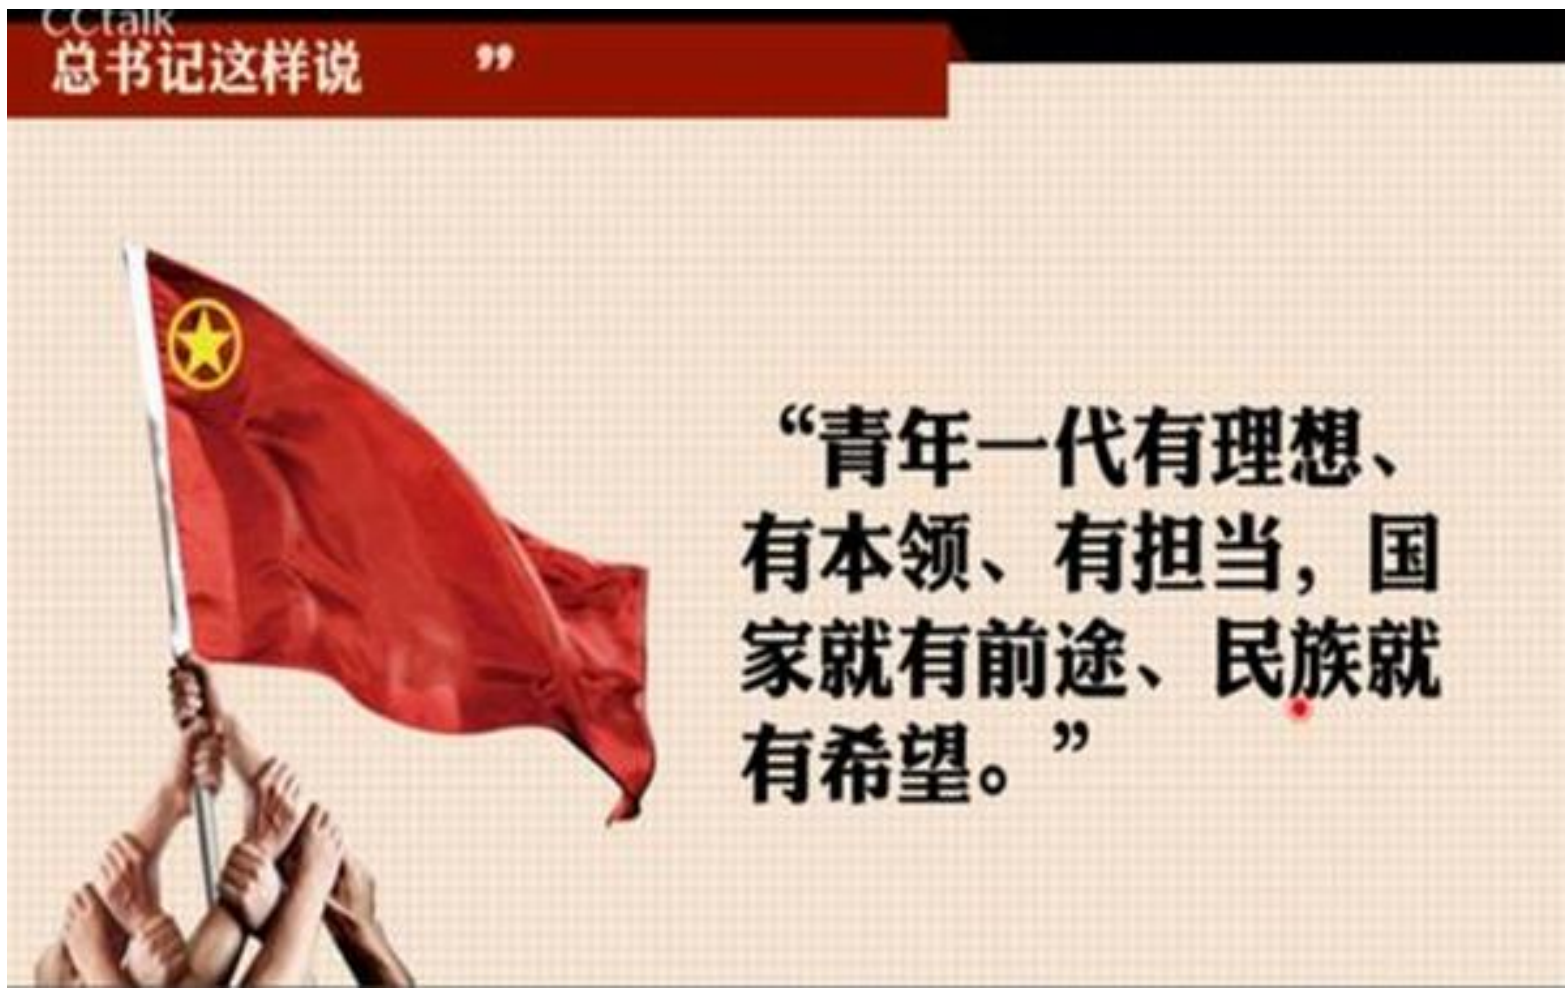 CCtalk
总书记这样说 ”
“青年一代有理想、
有本领、有担当，国
家就有前途、民族就
有希望。”